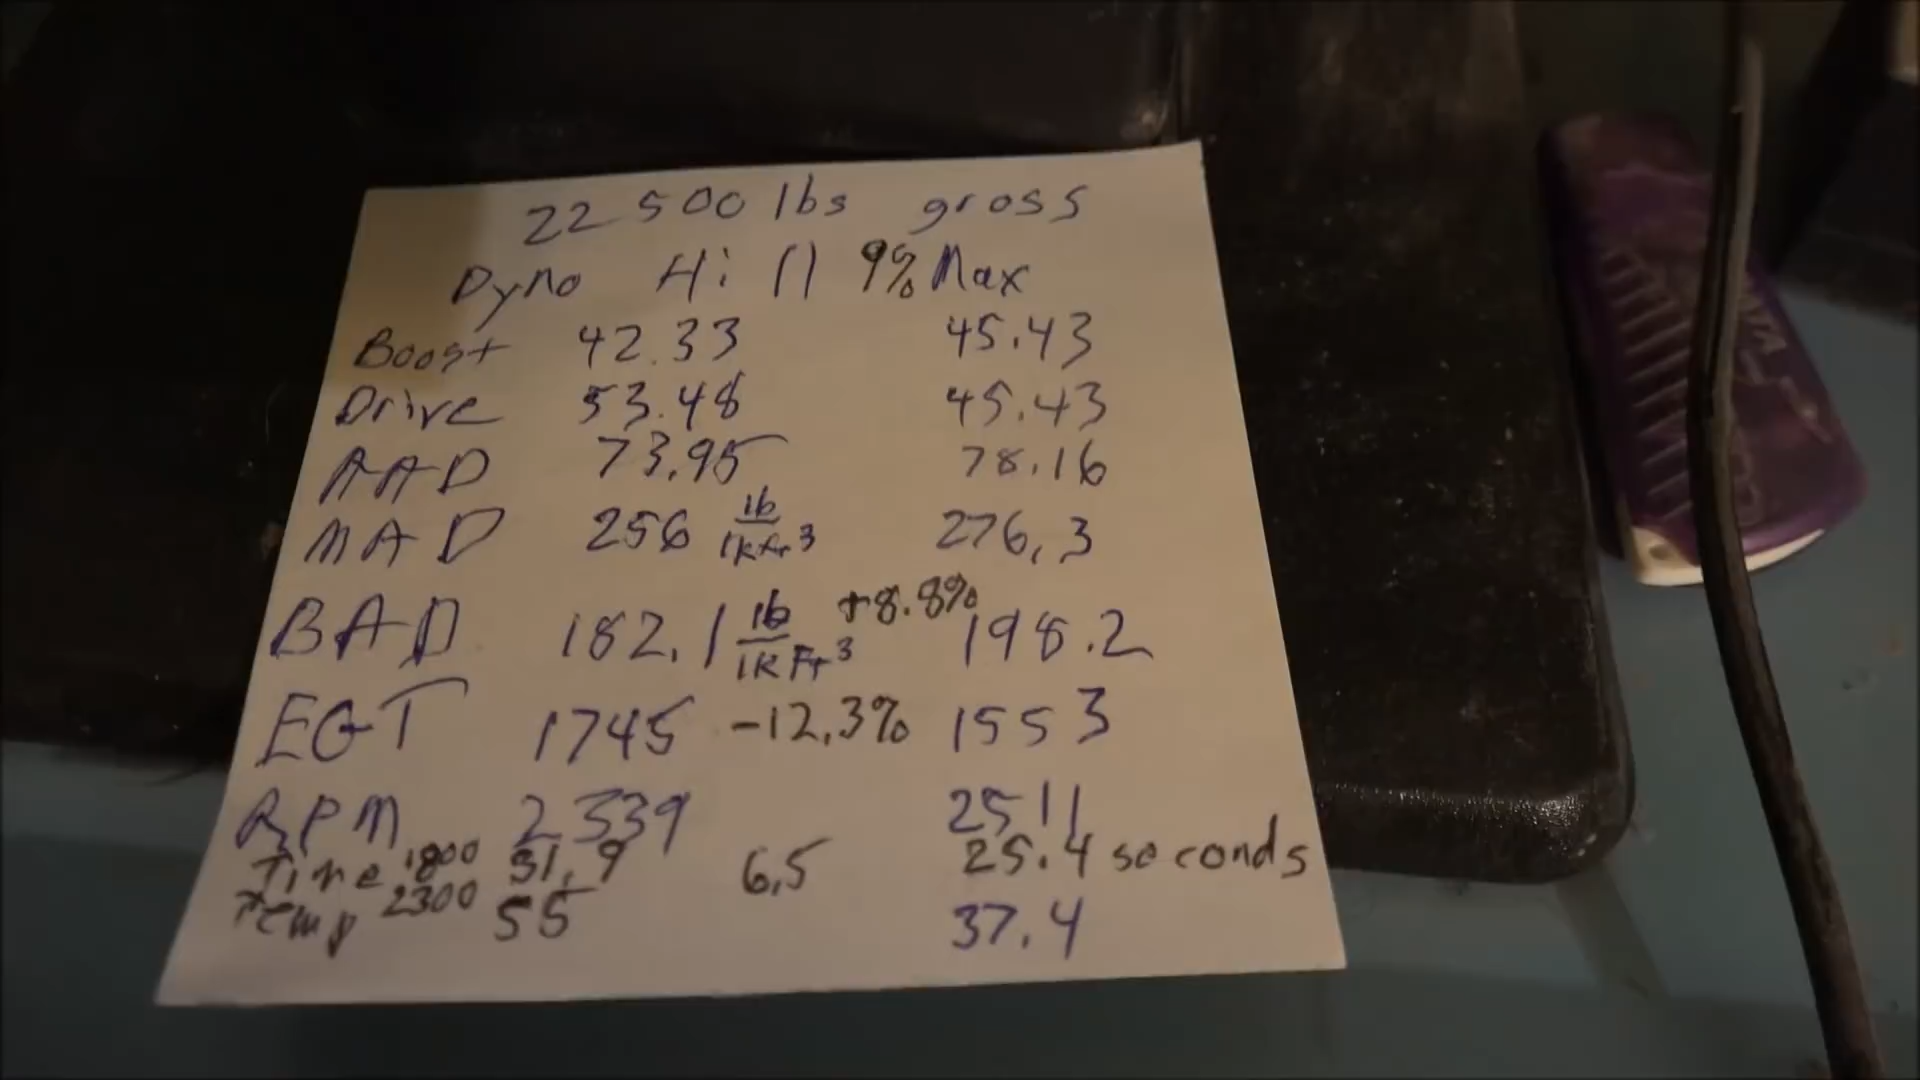 22 500 lbs gross
Dyno Hill 9% Max
Boost 42.33 45.43
Drive 53.48 45.43
AAD 73.95 78.16
MAD 256 lb/1kFt3 276.3
BAD 182.1 lb/1kFt3 +8.8% 198.2
EGT 1745 -12.3% 1553
RPM 2339 2511
Time 1800 2300 31.9 6.5 25.4 seconds
Temp 55 37.4